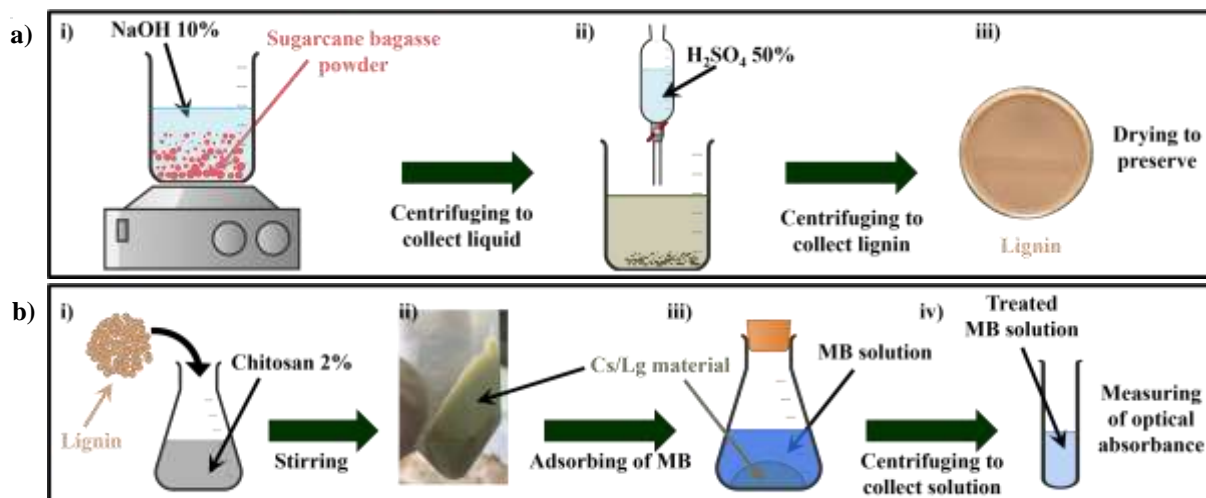 a)
i)
NaOH 10%
Sugarcane bagasse
powder
Centrifuging to
collect liquid
ii)
H₂SO₄ 50%
Centrifuging to
collect lignin
iii)
Drying to
preserve
Lignin
b)
i)
Chitosan 2%
Lignin
Stirring
ii)
Cs/Lg material
Adsorbing of MB
iii)
MB solution
Centrifuging to
collect solution
iv)
Treated
MB solution
Measuring
of optical
absorbance